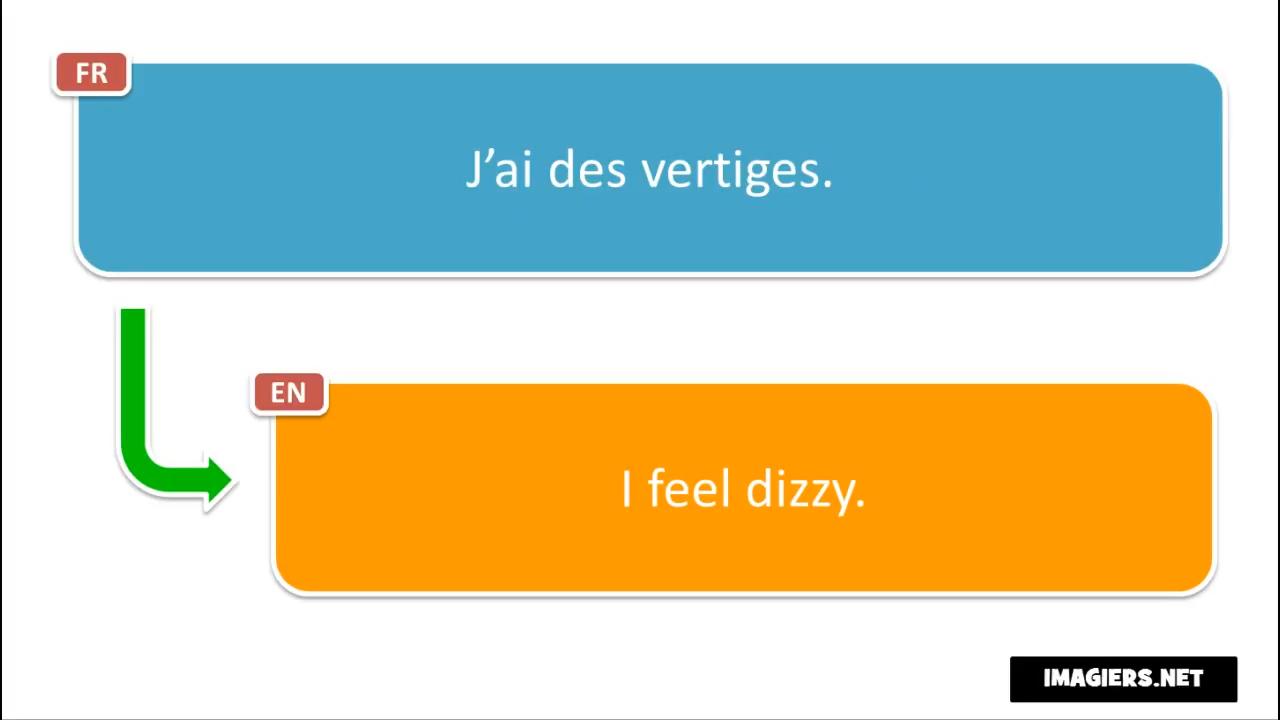 FR
J’ai des vertiges.
EN
I feel dizzy.
IMAGIERS.NET